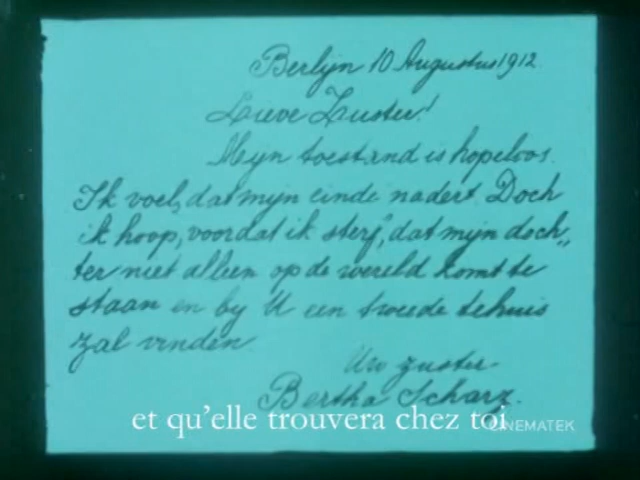 Berlijn 10 Augustus 1912.
Lieve Zuster!
Mijn toestand is hopeloos.
Ik voel, dat mijn einde nadert. Doch
ik hoop, voordat ik sterf, dat mijn doch„
ter niet alleen op de wereld komt te
staan en by U een tweede tehuis
zal vinden
Uw zuster
Bertha Scharz.
et qu'elle trouvera chez toi
CINEMATEK